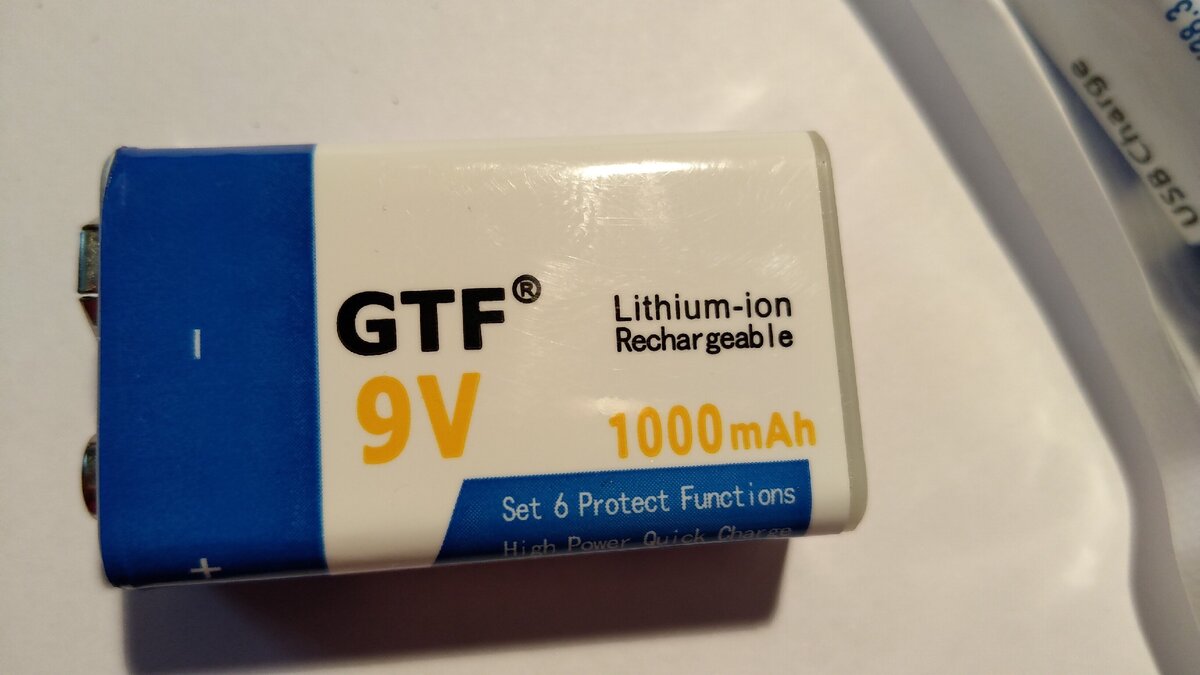 GTF®
9V
Lithium-ion
Rechargeable
1000mAh
Set 6 Protect Functions
High Power Quick Charge
-
+
USB Charge